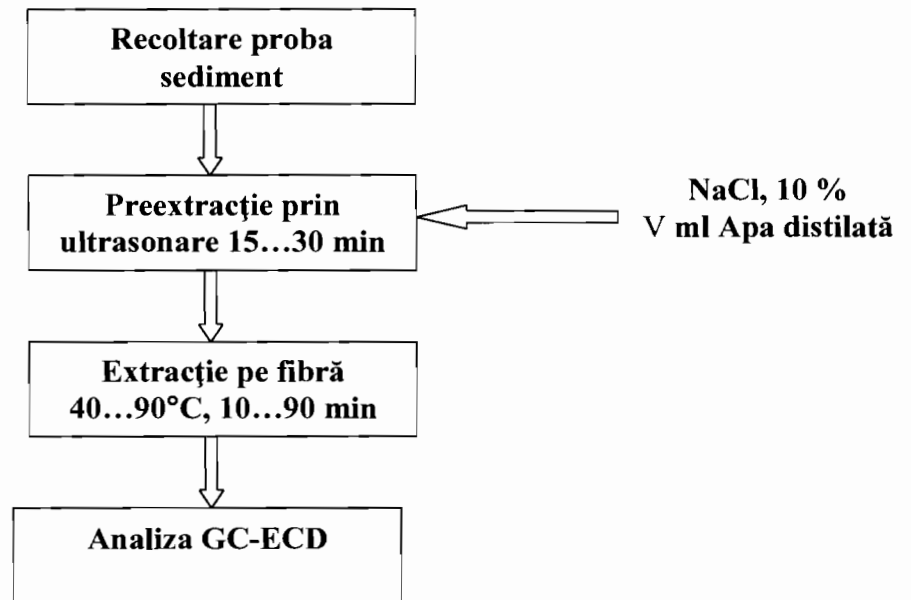 Recoltare proba
sediment
Preextracţie prin
ultrasonare 15...30 min
NaCl, 10 %
V ml Apa distilată
Extracţie pe fibră
40...90°C, 10...90 min
Analiza GC-ECD